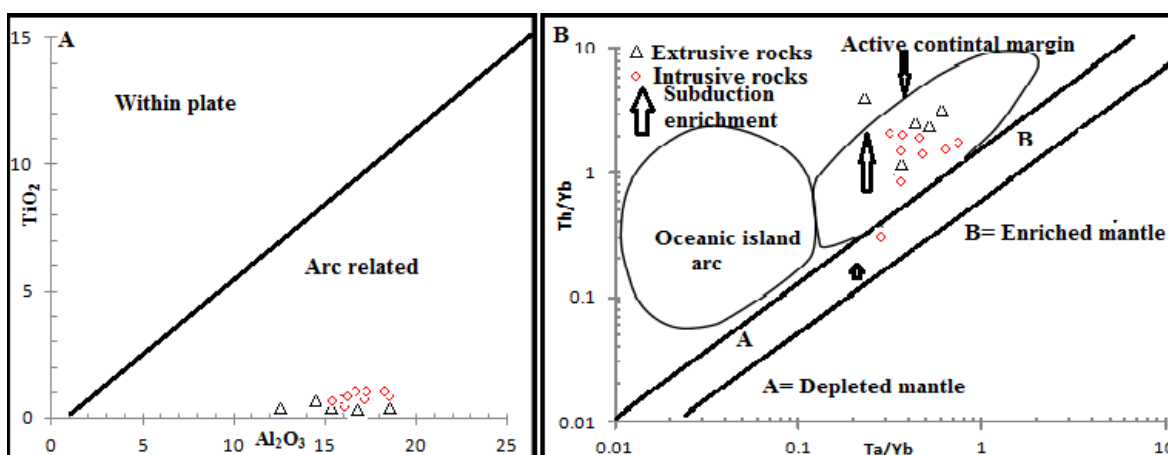 A
15
Within plate
10
TiO2
Arc related
5
0
0
5
10
Al2O3
15
20
25
B
10
Extrusive rocks
Intrusive rocks
Subduction
enrichment
Active contintal margin
1
Th/Yb
B
Oceanic island
arc
B= Enriched mantle
0.1
A
A= Depleted mantle
0.01
0.01
0.1
Ta/Yb
1
10